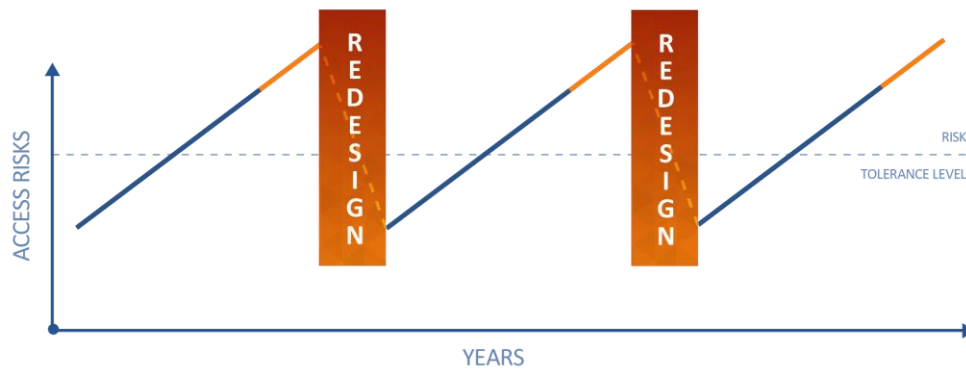 REDESIGN
REDESIGN
ACCESS RISKS
RISK
TOLERANCE LEVEL
YEARS